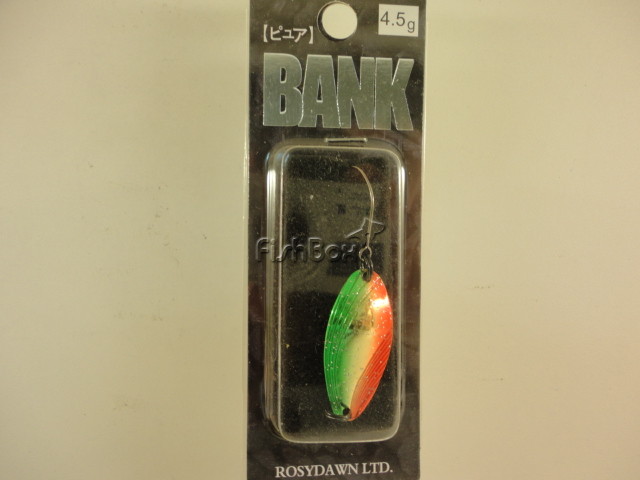 4.5g
【ピュア】
BANK
FishBox
ROSYDAWN LTD.